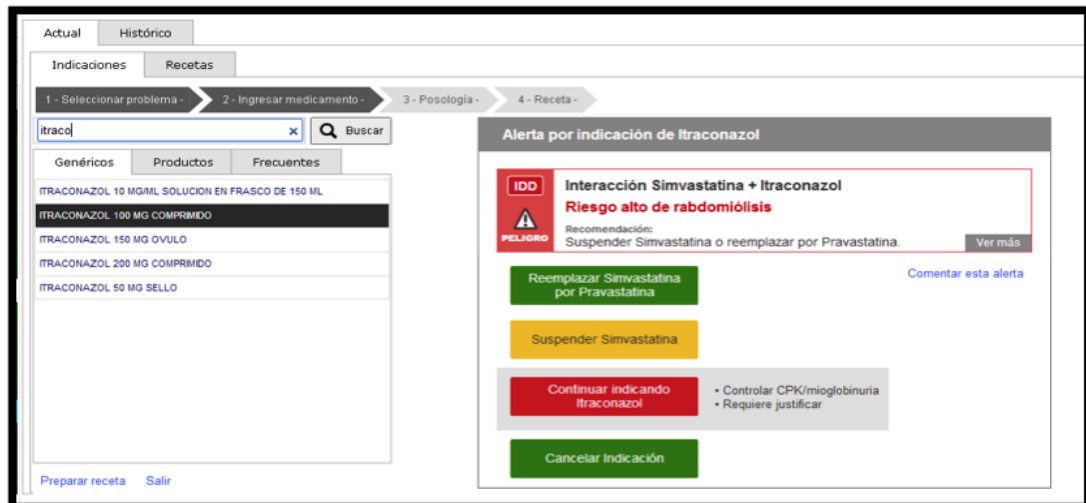 Actual Histórico
Indicaciones Recetas
1 - Seleccionar problema - 2 - Ingresar medicamento - 3 - Posología - 4 - Receta -
itraco × Buscar
Genéricos Productos Frecuentes
ITRACONAZOL 10 MG/ML SOLUCION EN FRASCO DE 150 ML
ITRACONAZOL 100 MG COMPRIMIDO
ITRACONAZOL 150 MG OVULO
ITRACONAZOL 200 MG COMPRIMIDO
ITRACONAZOL 50 MG SELLO
Preparar receta Salir
Alerta por indicación de Itraconazol
IDD
PELIGRO
Interacción Simvastatina + Itraconazol
Riesgo alto de rabdomiólisis
Recomendación:
Suspender Simvastatina o reemplazar por Pravastatina.
Ver más
Comentar esta alerta
Reemplazar Simvastatina
por Pravastatina
Suspender Simvastatina
Continuar indicando
Itraconazol
• Controlar CPK/mioglobinuria
• Requiere justificar
Cancelar Indicación